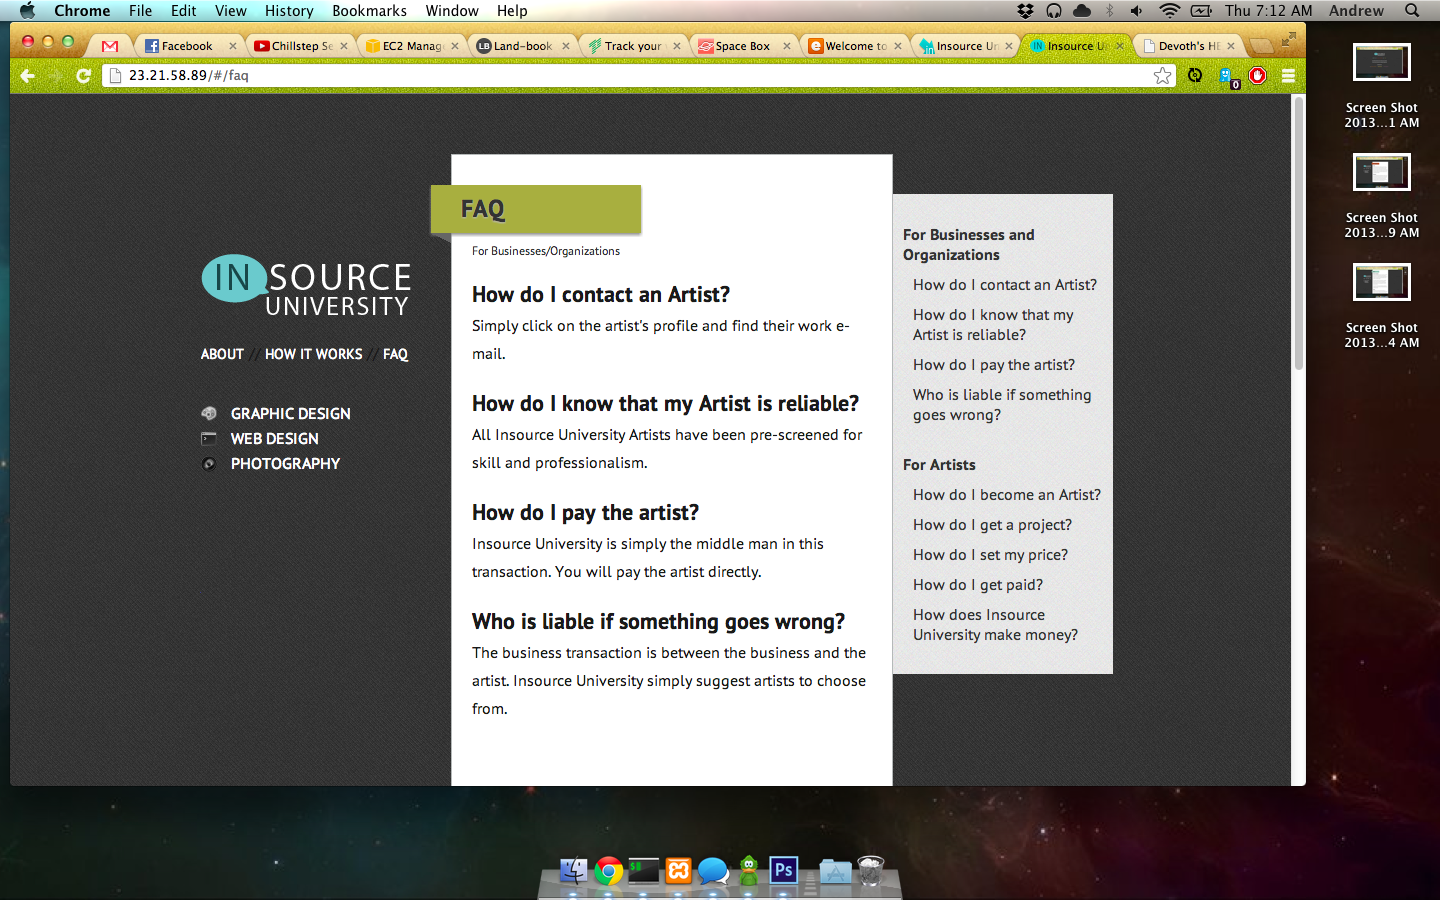 Chrome File Edit View History Bookmarks Window Help Thu 7:12 AM Andrew
Facebook Chillstep Se EC2 Manag Land-book Track your Space Box Welcome to Insource Un Insource U Devoth's HE
23.21.58.89/#/faq
0
FAQ
For Businesses/Organizations
How do I contact an Artist?
Simply click on the artist's profile and find their work e-
mail.
How do I know that my Artist is reliable?
All Insource University Artists have been pre-screened for
skill and professionalism.
How do I pay the artist?
Insource University is simply the middle man in this
transaction. You will pay the artist directly.
Who is liable if something goes wrong?
The business transaction is between the business and the
artist. Insource University simply suggest artists to choose
from.
IN SOURCE
UNIVERSITY
ABOUT // HOW IT WORKS // FAQ
GRAPHIC DESIGN
WEB DESIGN
PHOTOGRAPHY
For Businesses and
Organizations
How do I contact an Artist?
How do I know that my
Artist is reliable?
How do I pay the artist?
Who is liable if something
goes wrong?
For Artists
How do I become an Artist?
How do I get a project?
How do I set my price?
How do I get paid?
How does Insource
University make money?
Screen Shot
2013...1 AM
Screen Shot
2013...9 AM
Screen Shot
2013...4 AM
Ps